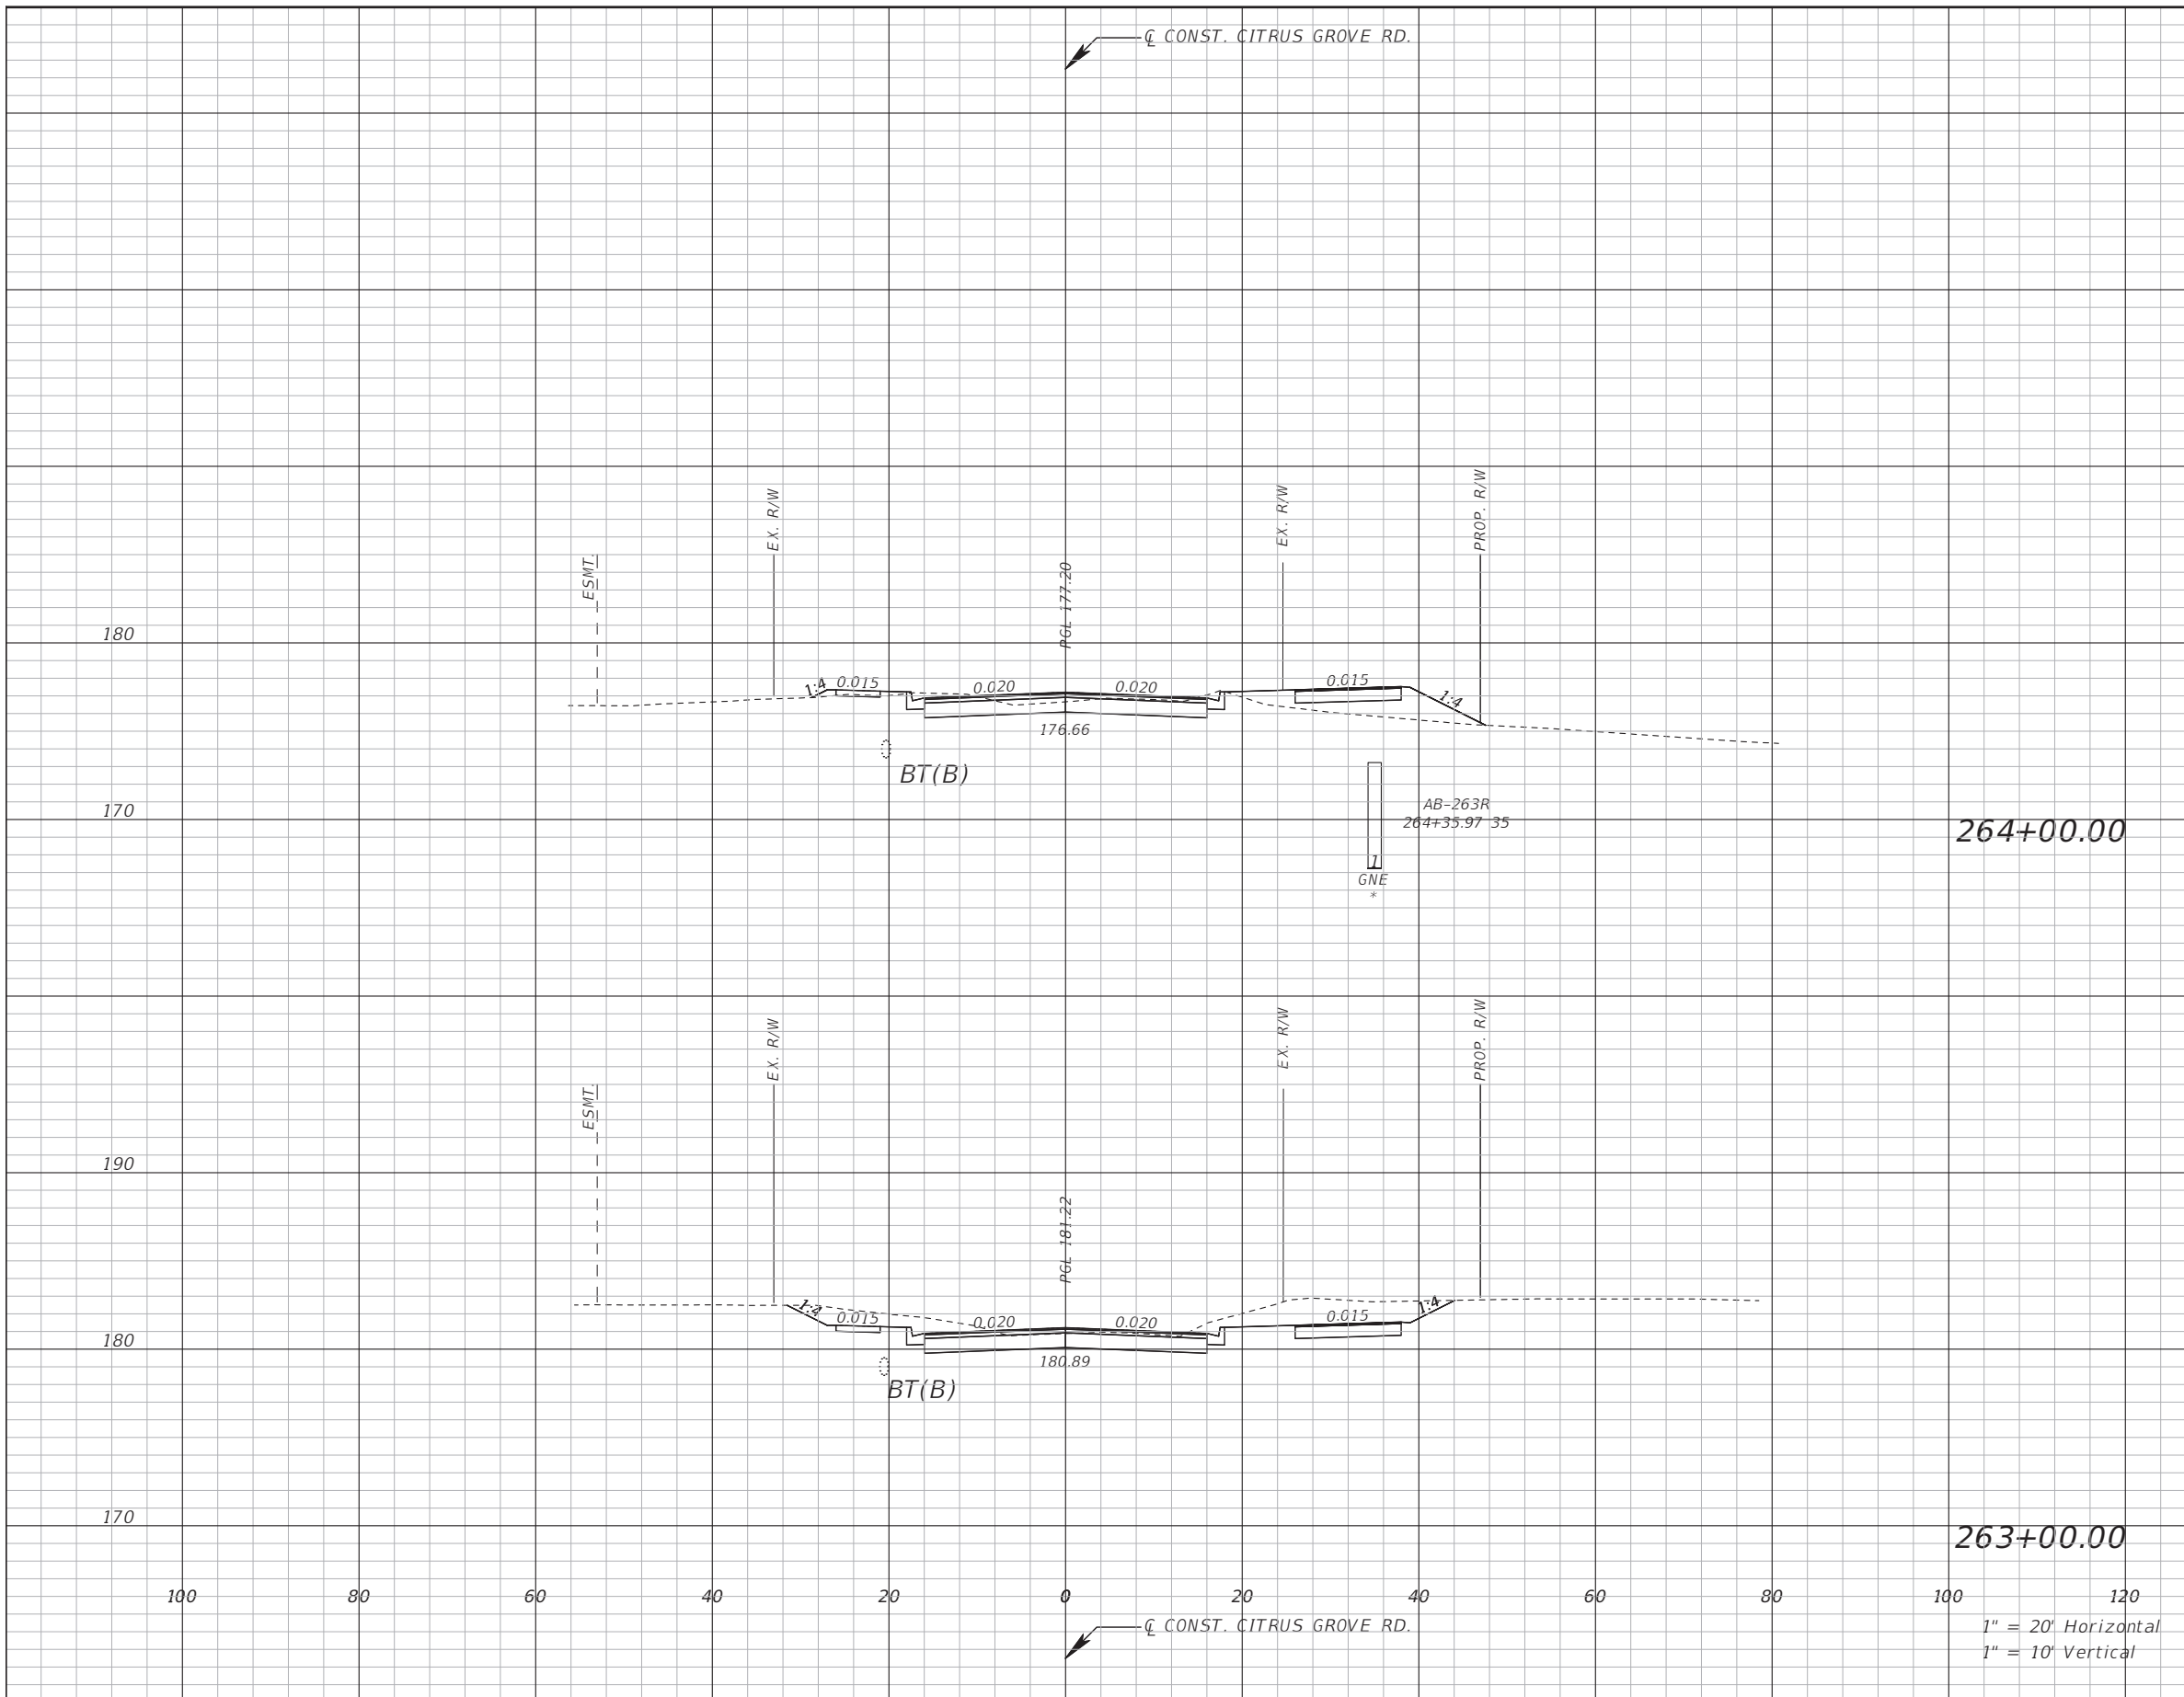 ℄ CONST. CITRUS GROVE RD.
ESMT.
EX. R/W
PGL 177.20
EX. R/W
PROP. R/W
180
1:4
0.015
0.020
0.020
0.015
1:4
176.66
BT(B)
170
AB-263R
264+35.97 35
264+00.00
1
GNE
*
ESMT.
EX. R/W
PGL 181.22
EX. R/W
PROP. R/W
190
1:4
0.015
0.020
0.020
0.015
1:4
180
180.89
BT(B)
170
263+00.00
100 80 60 40 20 0 20 40 60 80 100 120
℄ CONST. CITRUS GROVE RD.
1" = 20' Horizontal
1" = 10' Vertical